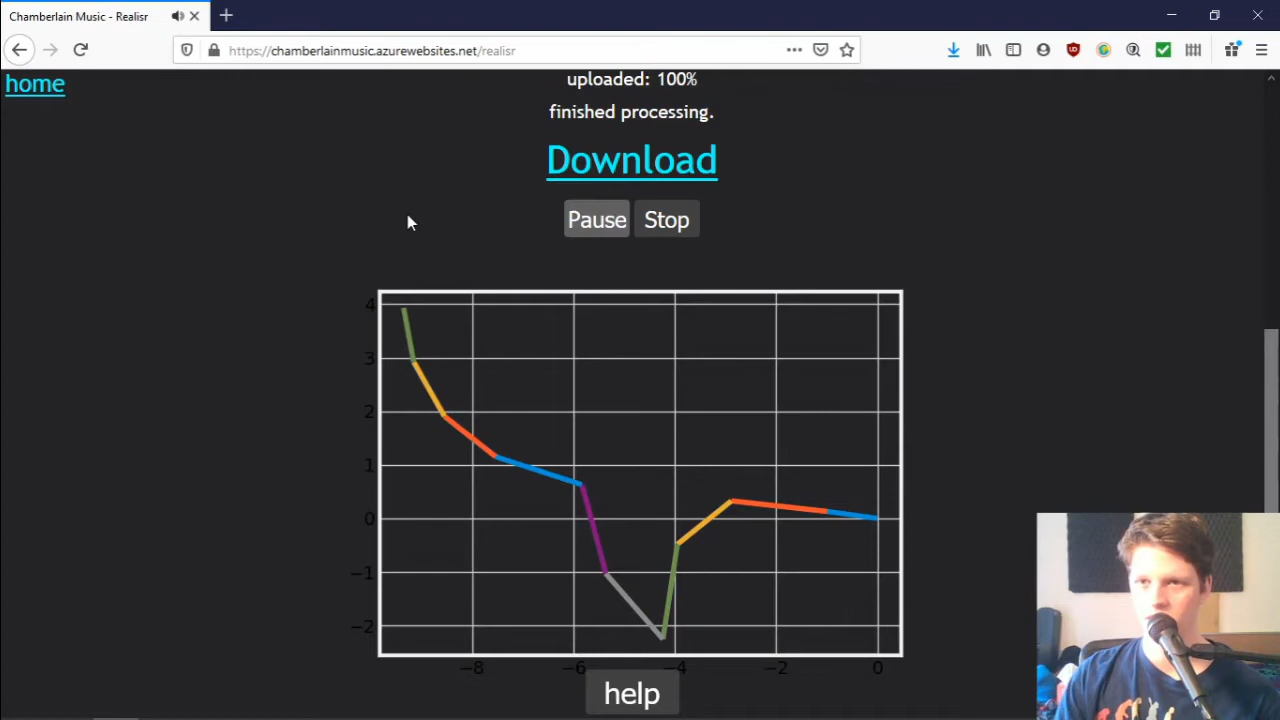 Chamberlain Music - Realisr
https://chamberlainmusic.azurewebsites.net/realisr
home
uploaded: 100%
finished processing.
Download
Pause Stop
4
3
2
1
0
−1
−2
−8 −6 −4 −2 0
help